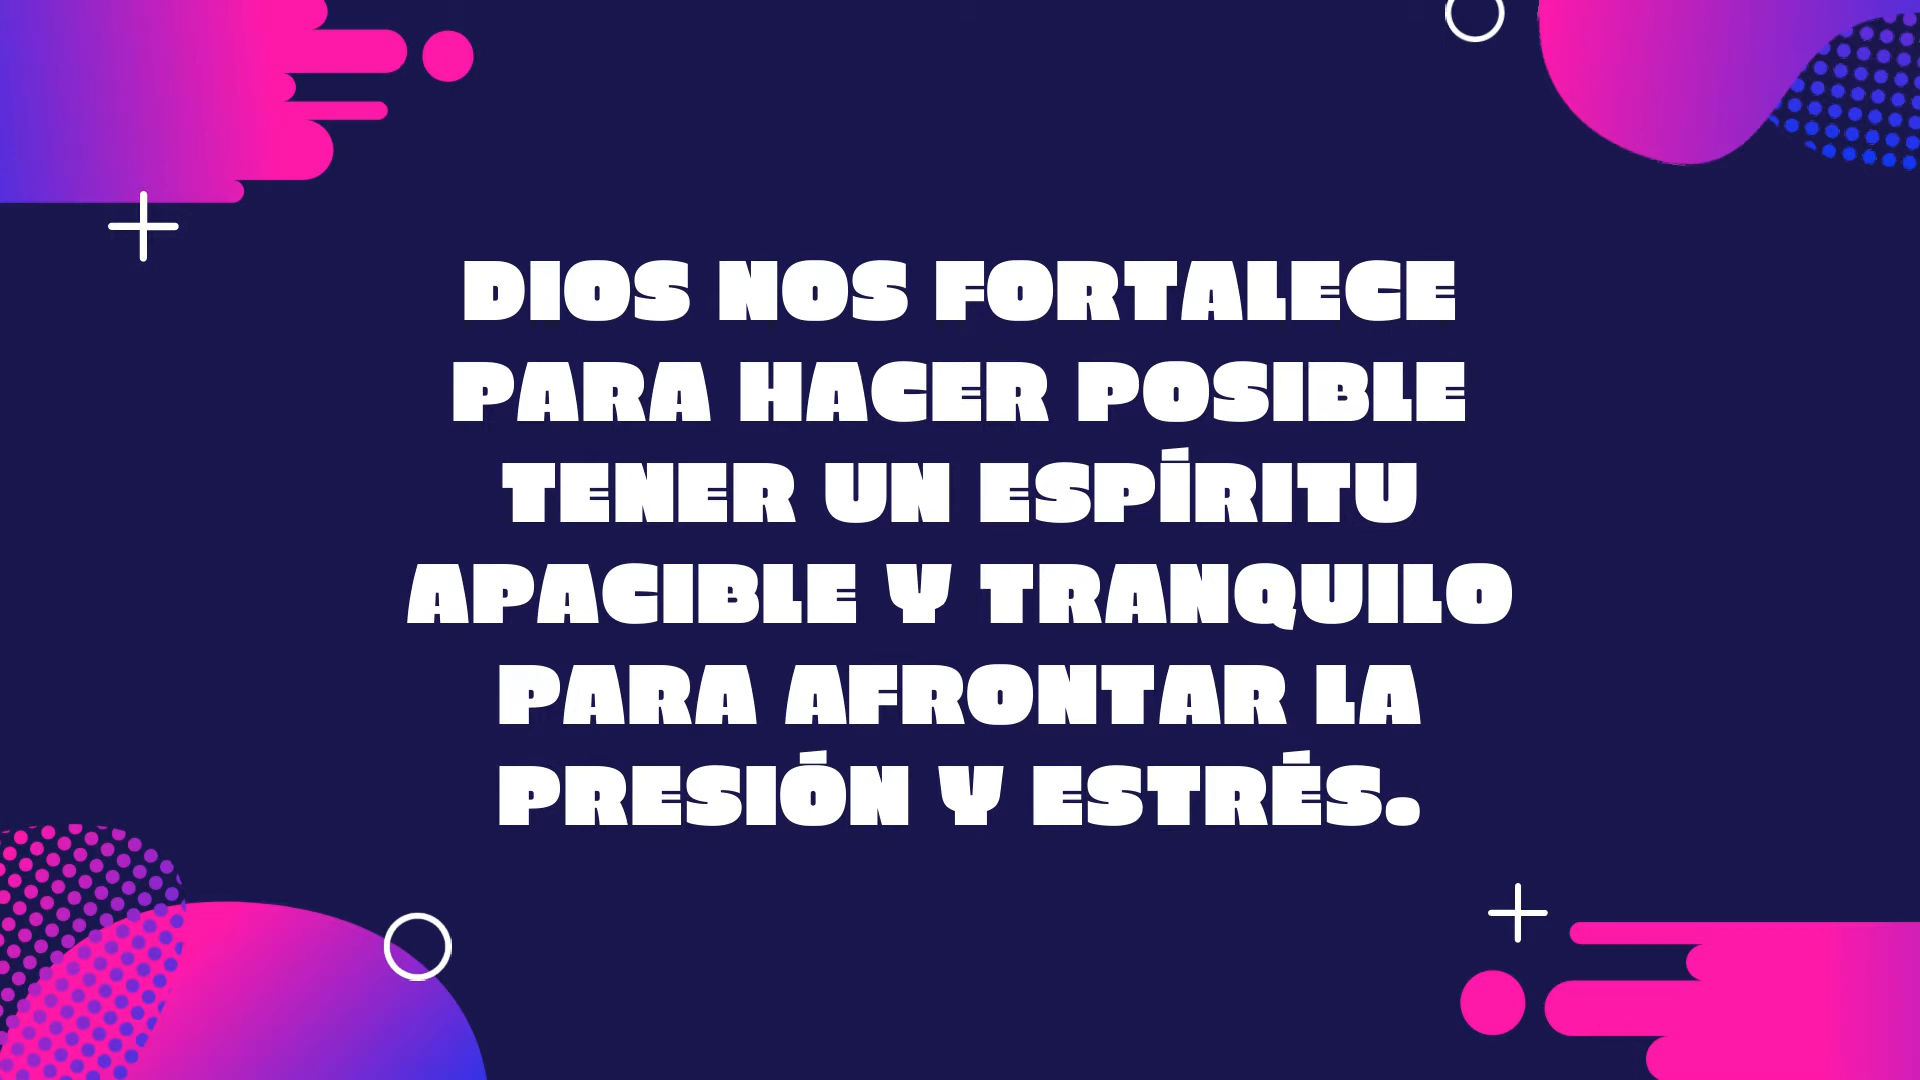 DIOS NOS FORTALECE
PARA HACER POSIBLE
TENER UN ESPÍRITU
APACIBLE Y TRANQUILO
PARA AFRONTAR LA
PRESIÓN Y ESTRÉS.